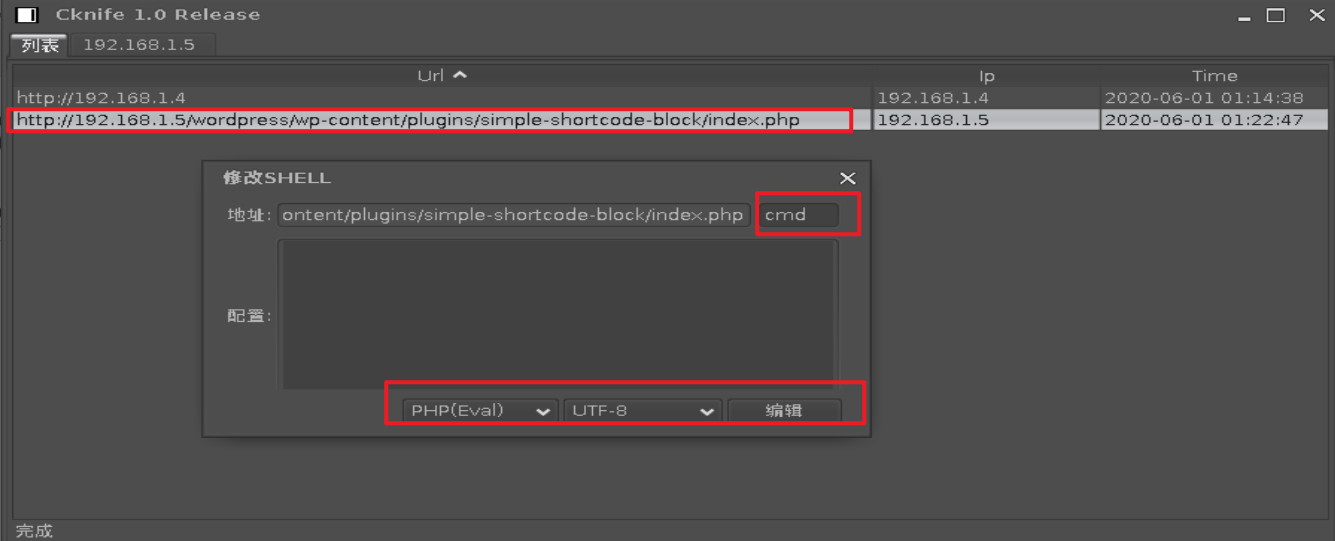 Cknife 1.0 Release
列表 192.168.1.5
Url Ip Time
http://192.168.1.4 192.168.1.4 2020-06-01 01:14:38
http://192.168.1.5/wordpress/wp-content/plugins/simple-shortcode-block/index.php 192.168.1.5 2020-06-01 01:22:47
修改SHELL
地址: ontent/plugins/simple-shortcode-block/index.php cmd
配置:
PHP(Eval) UTF-8 编辑
完成